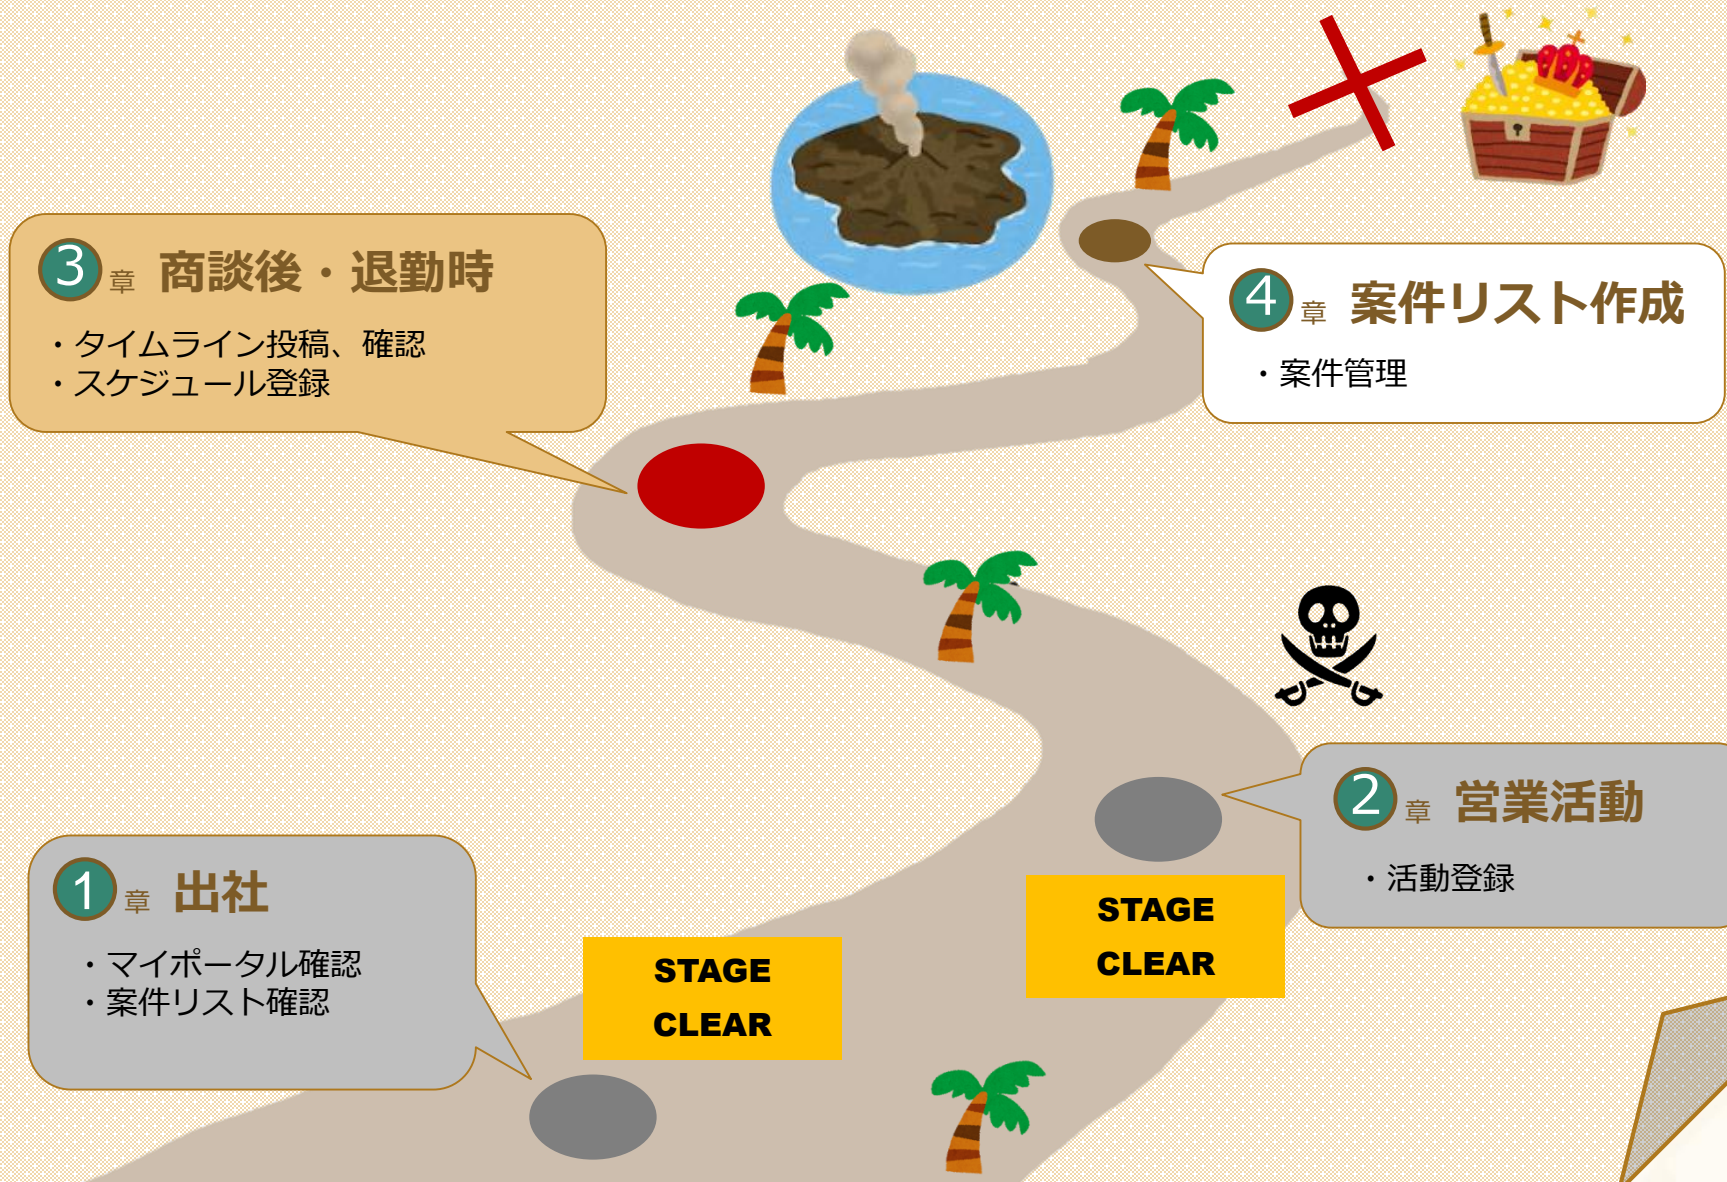 3 章 商談後・退勤時
・タイムライン投稿、確認
・スケジュール登録
4 章 案件リスト作成
・案件管理
2 章 営業活動
・活動登録
STAGE
CLEAR
1 章 出社
・マイポータル確認
・案件リスト確認
STAGE
CLEAR